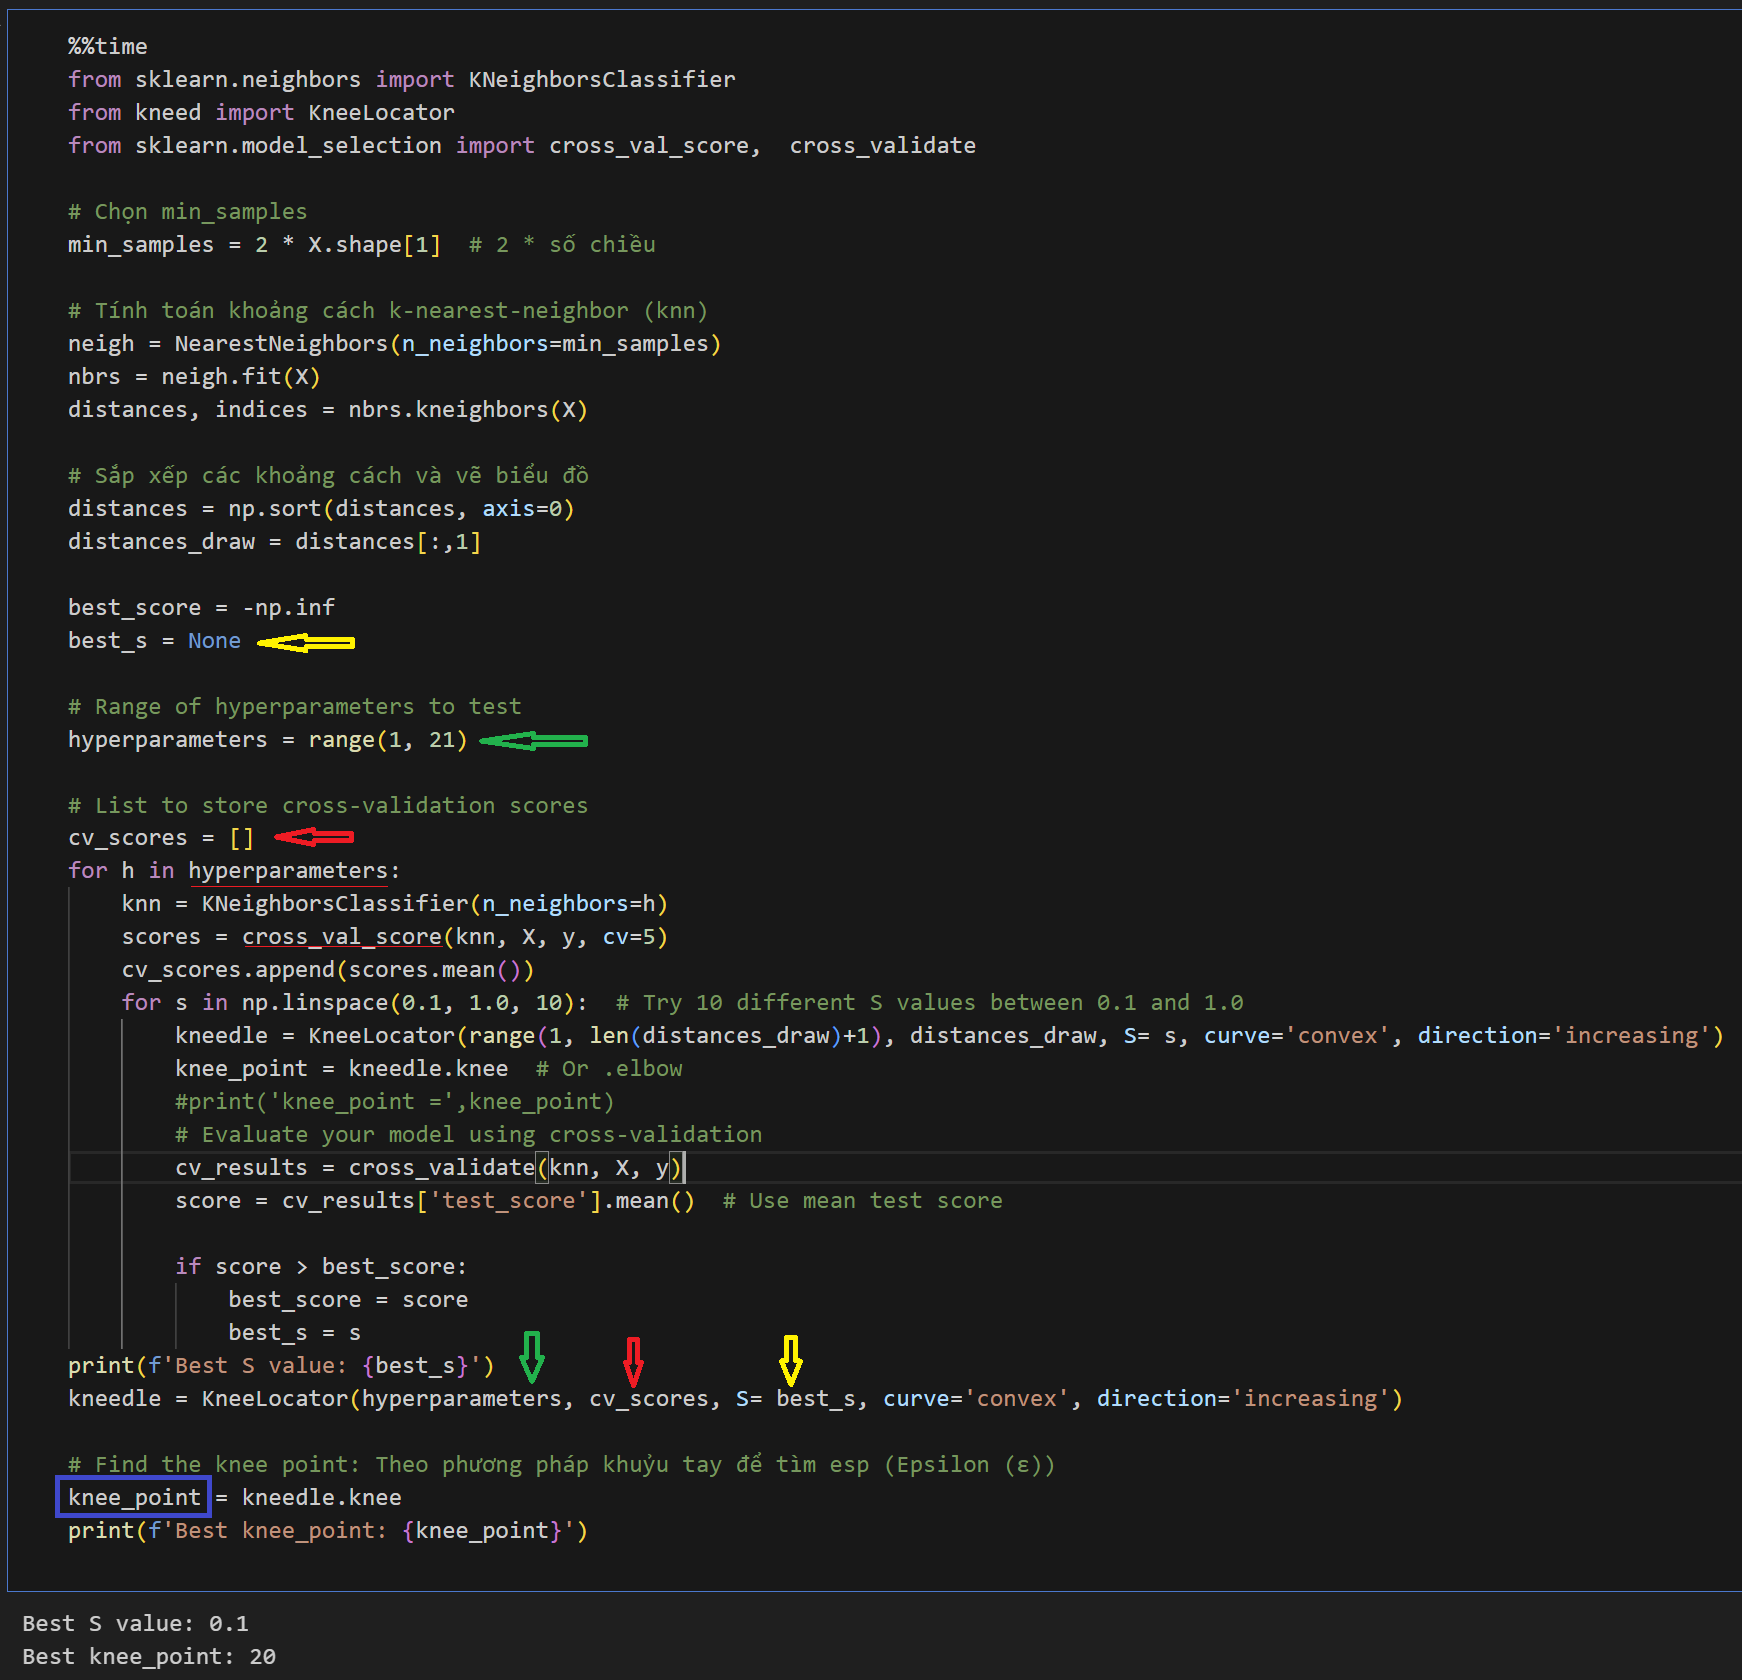 %%time
from sklearn.neighbors import KNeighborsClassifier
from kneed import KneeLocator
from sklearn.model_selection import cross_val_score,  cross_validate
# Chọn min_samples
min_samples = 2 * X.shape[1]  # 2 * số chiều
# Tính toán khoảng cách k-nearest-neighbor (knn)
neigh = NearestNeighbors(n_neighbors=min_samples)
nbrs = neigh.fit(X)
distances, indices = nbrs.kneighbors(X)
# Sắp xếp các khoảng cách và vẽ biểu đồ
distances = np.sort(distances, axis=0)
distances_draw = distances[:,1]
best_score = -np.inf
best_s = None
# Range of hyperparameters to test
hyperparameters = range(1, 21)
# List to store cross-validation scores
cv_scores = []
for h in hyperparameters:
    knn = KNeighborsClassifier(n_neighbors=h)
    scores = cross_val_score(knn, X, y, cv=5)
    cv_scores.append(scores.mean())
    for s in np.linspace(0.1, 1.0, 10):  # Try 10 different S values between 0.1 and 1.0
        kneedle = KneeLocator(range(1, len(distances_draw)+1), distances_draw, S= s, curve='convex', direction='increasing')
        knee_point = kneedle.knee  # Or .elbow
        #print('knee_point =',knee_point)
        # Evaluate your model using cross-validation
        cv_results = cross_validate(knn, X, y)
        score = cv_results['test_score'].mean()  # Use mean test score
        if score > best_score:
            best_score = score
            best_s = s
print(f'Best S value: {best_s}')
kneedle = KneeLocator(hyperparameters, cv_scores, S= best_s, curve='convex', direction='increasing')
# Find the knee point: Theo phương pháp khuỷu tay để tìm esp (Epsilon (ε))
knee_point = kneedle.knee
print(f'Best knee_point: {knee_point}')
Best S value: 0.1
Best knee_point: 20